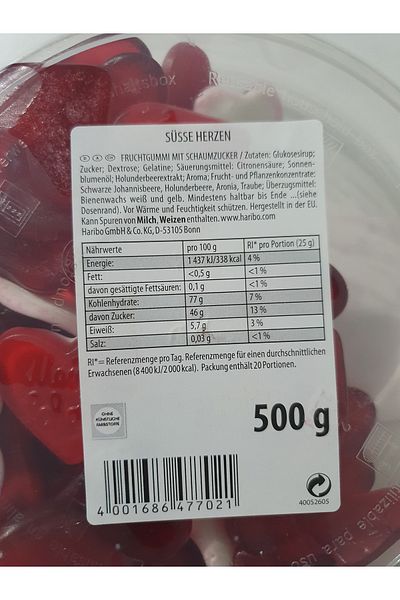 SÜSSE HERZEN
D A CH FRUCHTGUMMI MIT SCHAUMZUCKER / Zutaten: Glukosesirup;
Zucker; Dextrose; Gelatine; Säuerungsmittel: Citronensäure; Sonnen-
blumenöl; Holunderbeerextrakt; Aroma; Frucht- und Pflanzenkonzentrate:
Schwarze Johannisbeere, Holunderbeere, Aronia, Traube; Überzugsmittel:
Bienenwachs weiß und gelb. Mindestens haltbar bis Ende ...(siehe
Dosenrand). Vor Wärme und Feuchtigkeit schützen. Hergestellt in der EU.
Kann Spuren von Milch, Weizen enthalten. www.haribo.com
Haribo GmbH & Co. KG, D-53105 Bonn
Nährwerte pro 100 g RI* pro Portion (25 g)
Energie: 1 437 kJ/338 kcal 4 %
Fett: <0,5 g <1 %
davon gesättigte Fettsäuren: 0,1 g <1 %
Kohlenhydrate: 77 g 7 %
davon Zucker: 46 g 13 %
Eiweiß: 5,7 g 3 %
Salz: 0,03 g <1 %
RI*= Referenzmenge pro Tag. Referenzmenge für einen durchschnittlichen
Erwachsenen (8 400 kJ/2 000 kcal). Packung enthält 20 Portionen.
OHNE
KÜNSTLICHE
FARBSTOFFE
500 g
4 001686 477021
40052605